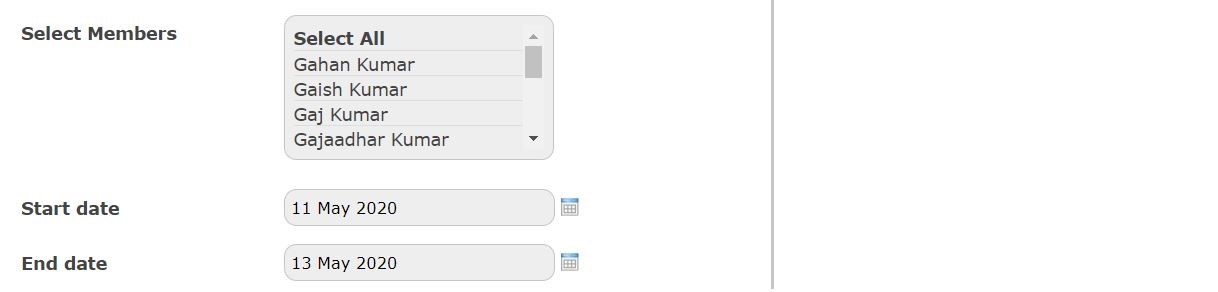 Select Members
Select All
Gahan Kumar
Gaish Kumar
Gaj Kumar
Gajaadhar Kumar
Start date
11 May 2020
End date
13 May 2020